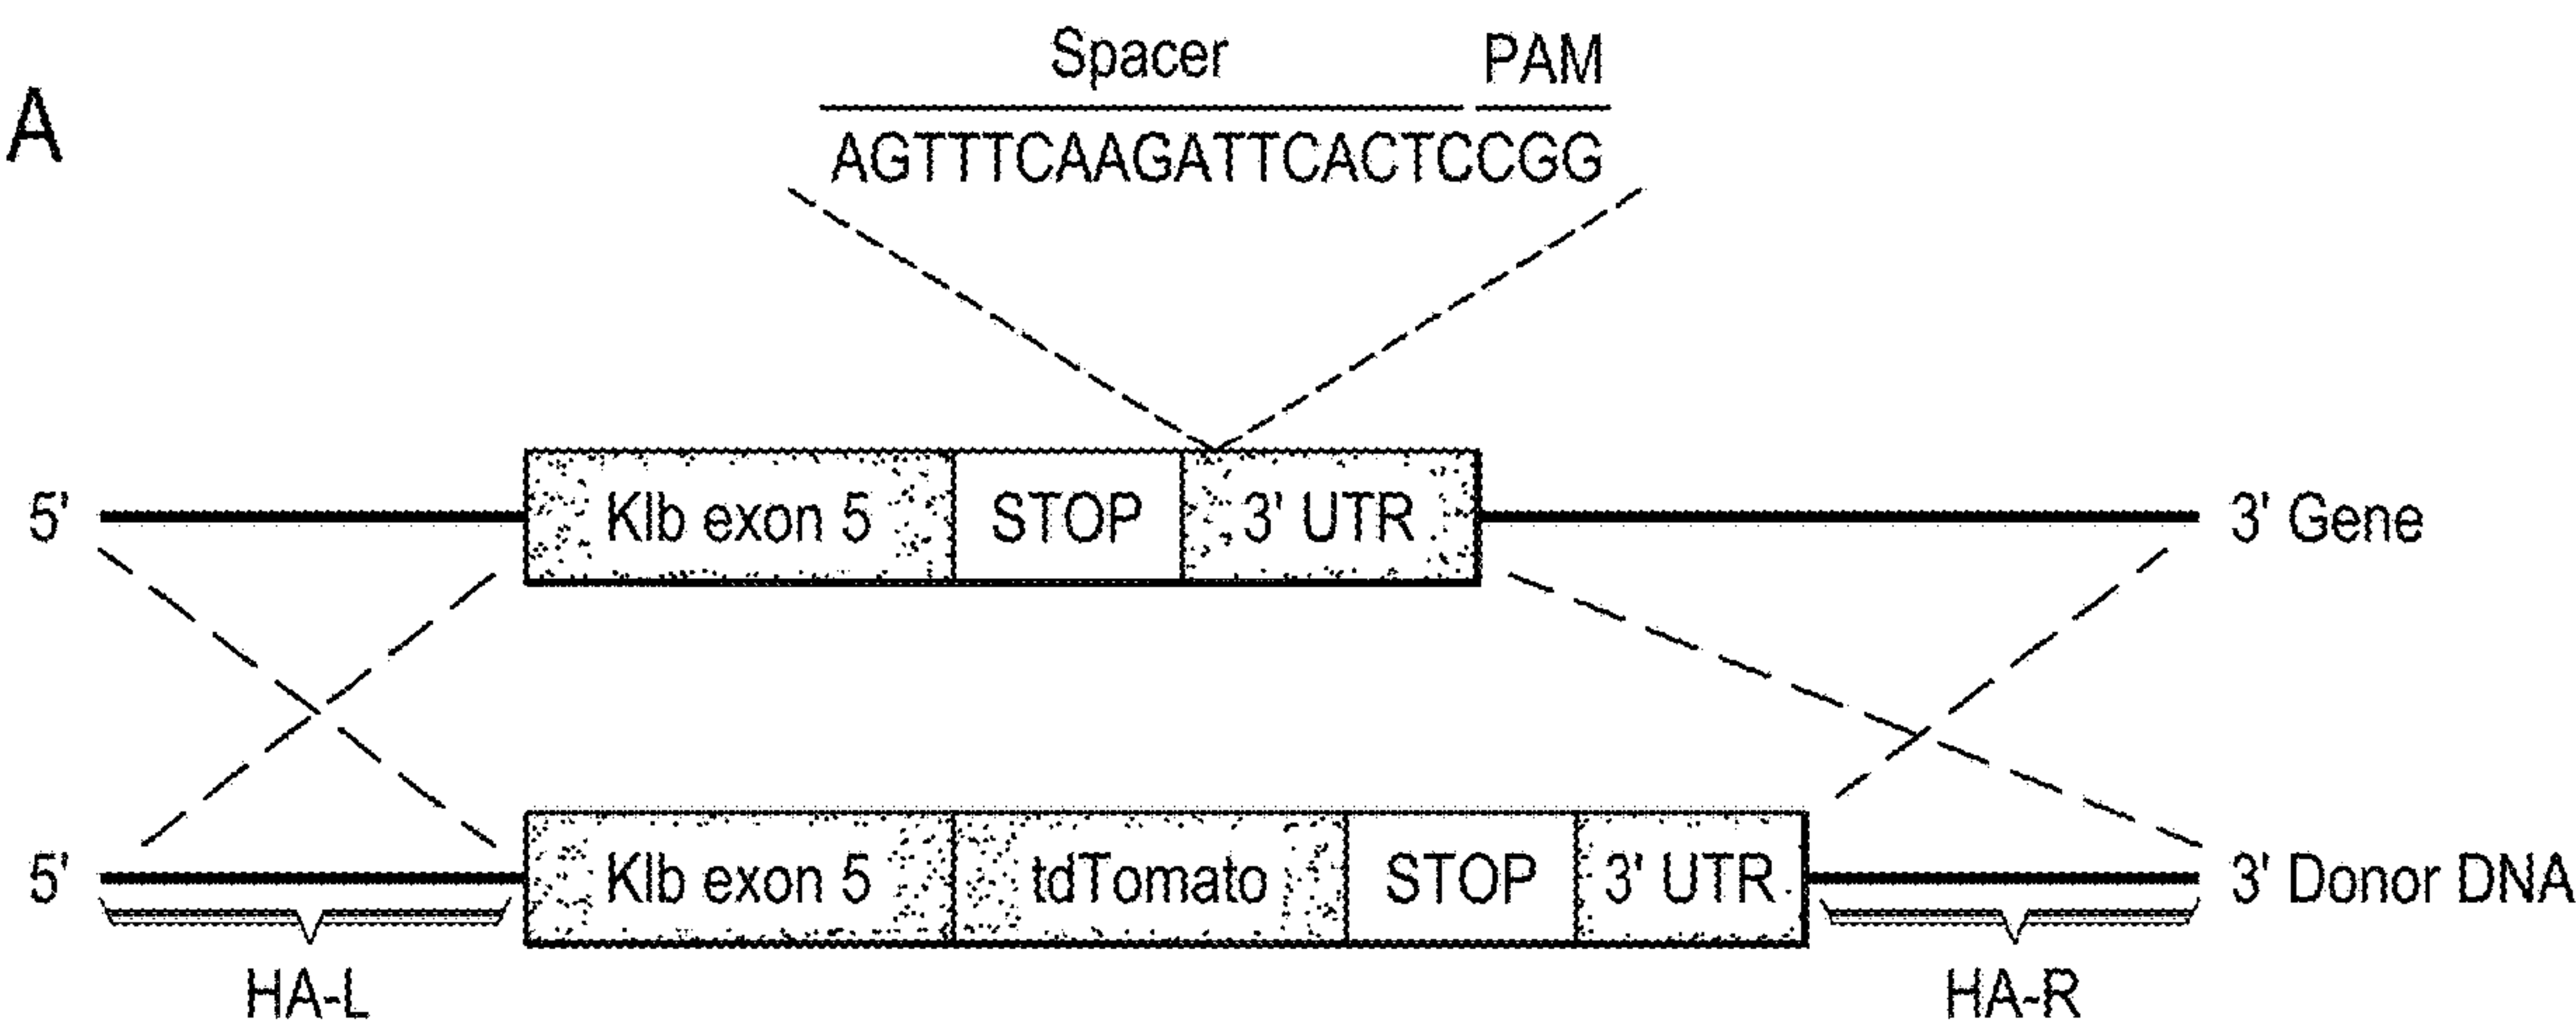 A
Spacer PAM
AGTTTCAAGATTCACTCCGG
5' Klb exon 5 STOP 3' UTR 3' Gene
5' Klb exon 5 tdTomato STOP 3' UTR 3' Donor DNA
HA-L HA-R